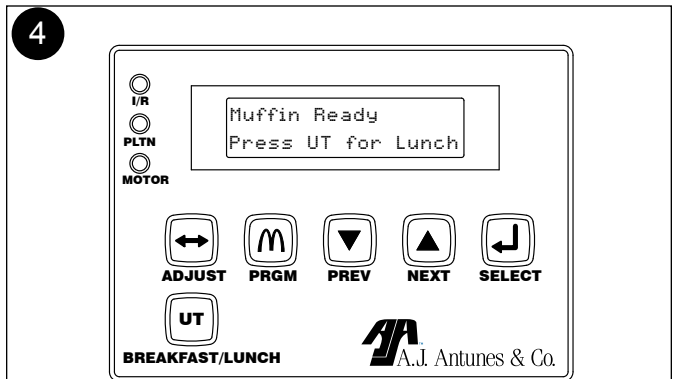 4
I/R
PLTN
MOTOR
Muffin Ready
Press UT for Lunch
ADJUST PRGM PREV NEXT SELECT
UT
BREAKFAST/LUNCH
A.J. Antunes & Co.